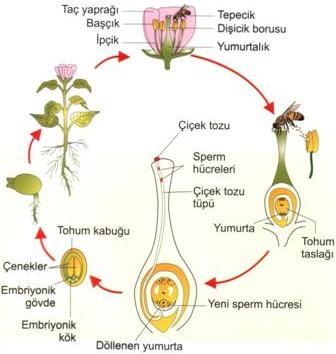 Taç yaprağı
Başçık
İpçik
Tepecik
Dişicik borusu
Yumurtalık
Çiçek tozu
Sperm
hücreleri
Çiçek tozu
tüpü
Yumurta
Tohum
taslağı
Tohum kabuğu
Çenekler
Embriyonik
gövde
Embriyonik
kök
Yeni sperm hücresi
Döllenen yumurta